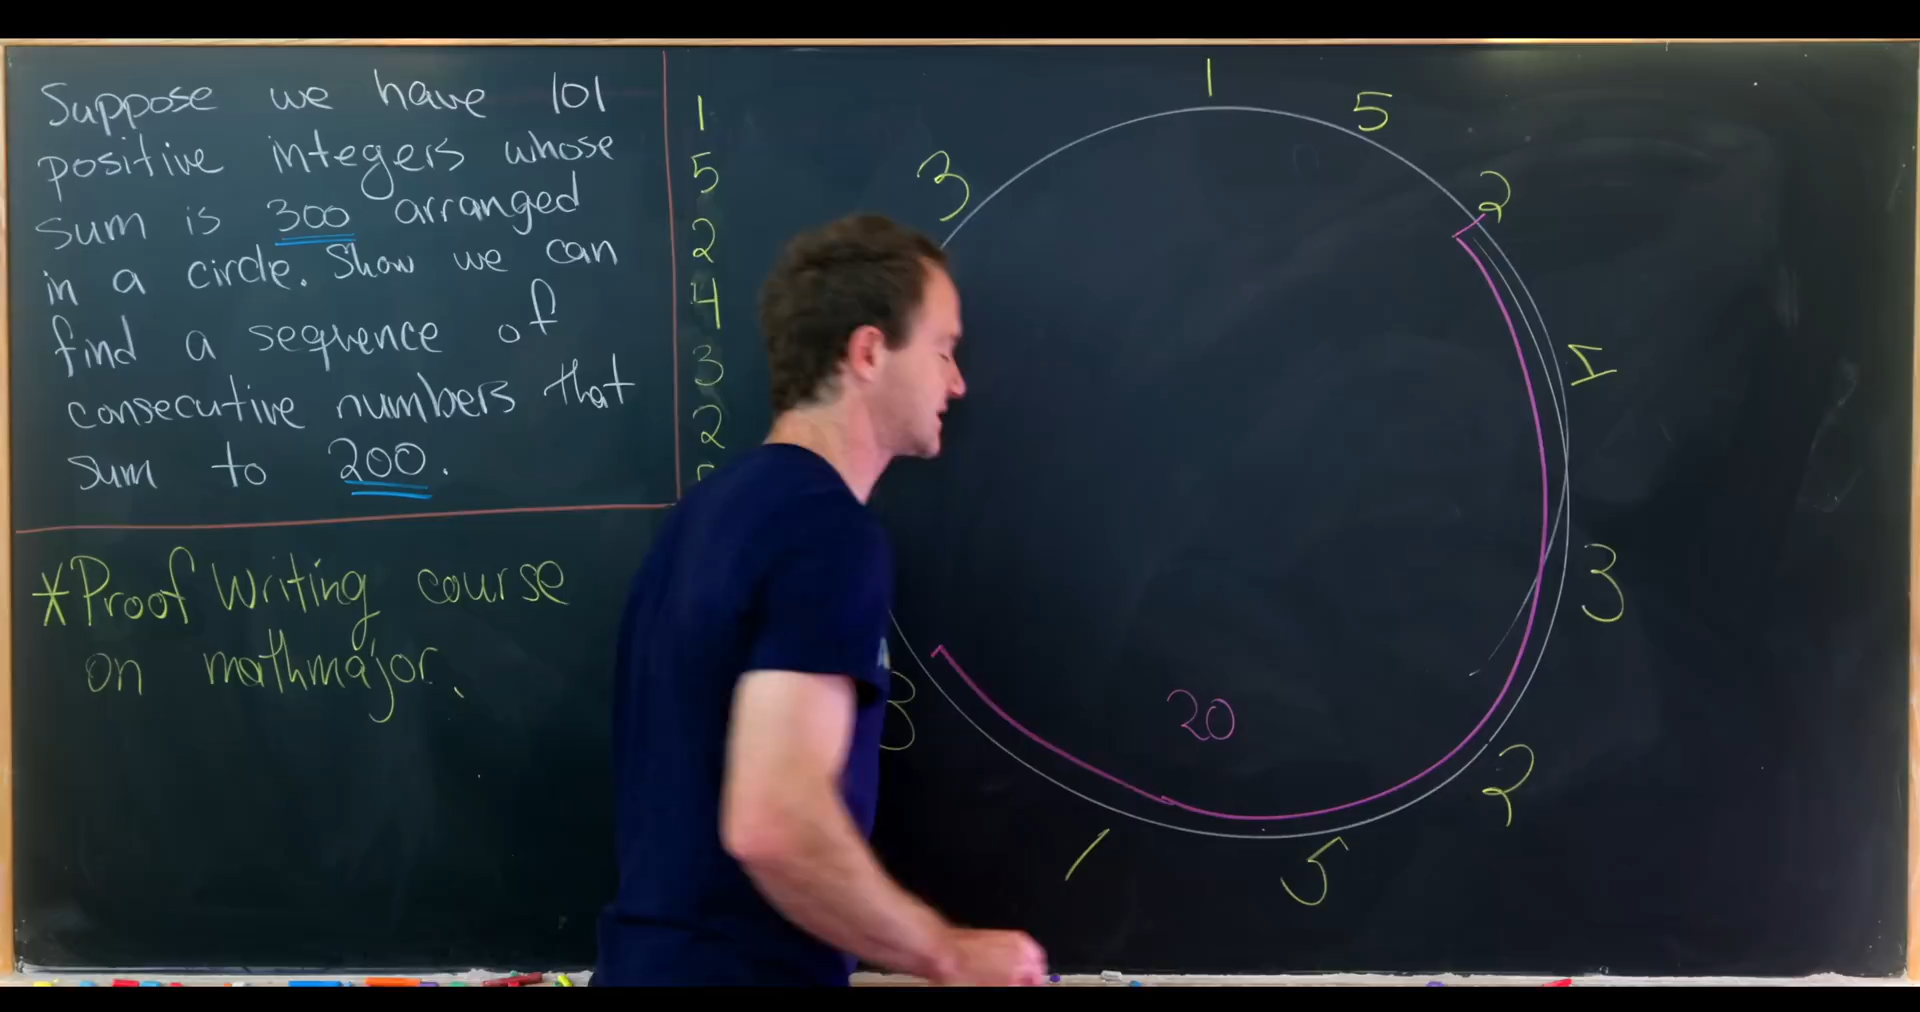 Suppose we have 101
positive integers whose
sum is 300 arranged
in a circle. Show we can
find a sequence of
consecutive numbers that
sum to 200.
*Proof Writing course
on mathmajor.
1
5
2
4
3
2
1
5
2
3
3
2
5
1
3
20